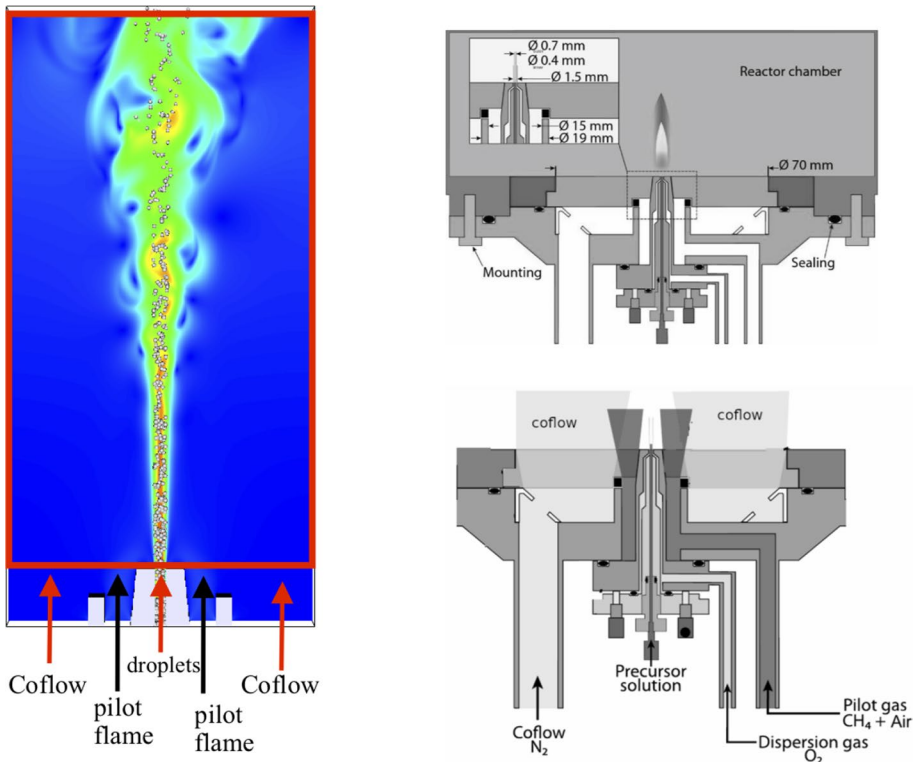 Coflow
droplets
Coflow
pilot
flame
pilot
flame
Ø 0.7 mm
Ø 0.4 mm
Ø 1.5 mm
Ø 15 mm
Ø 19 mm
Reactor chamber
Ø 70 mm
Mounting
Sealing
coflow
coflow
Precursor
solution
Coflow
N₂
Pilot gas
CH₄ + Air
Dispersion gas
O₂